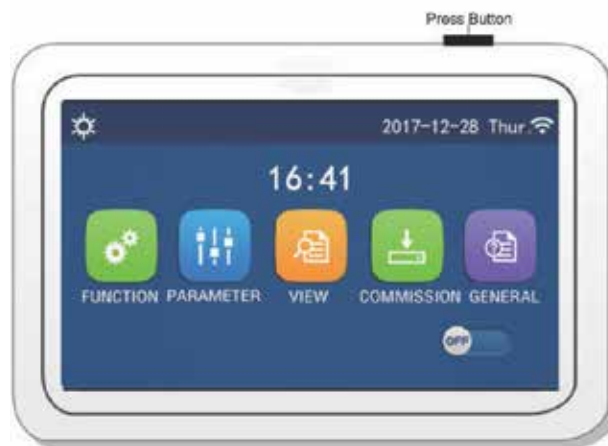 Press Button
2017-12-28 Thur.
16:41
FUNCTION PARAMETER VIEW COMMISSION GENERAL
OFF